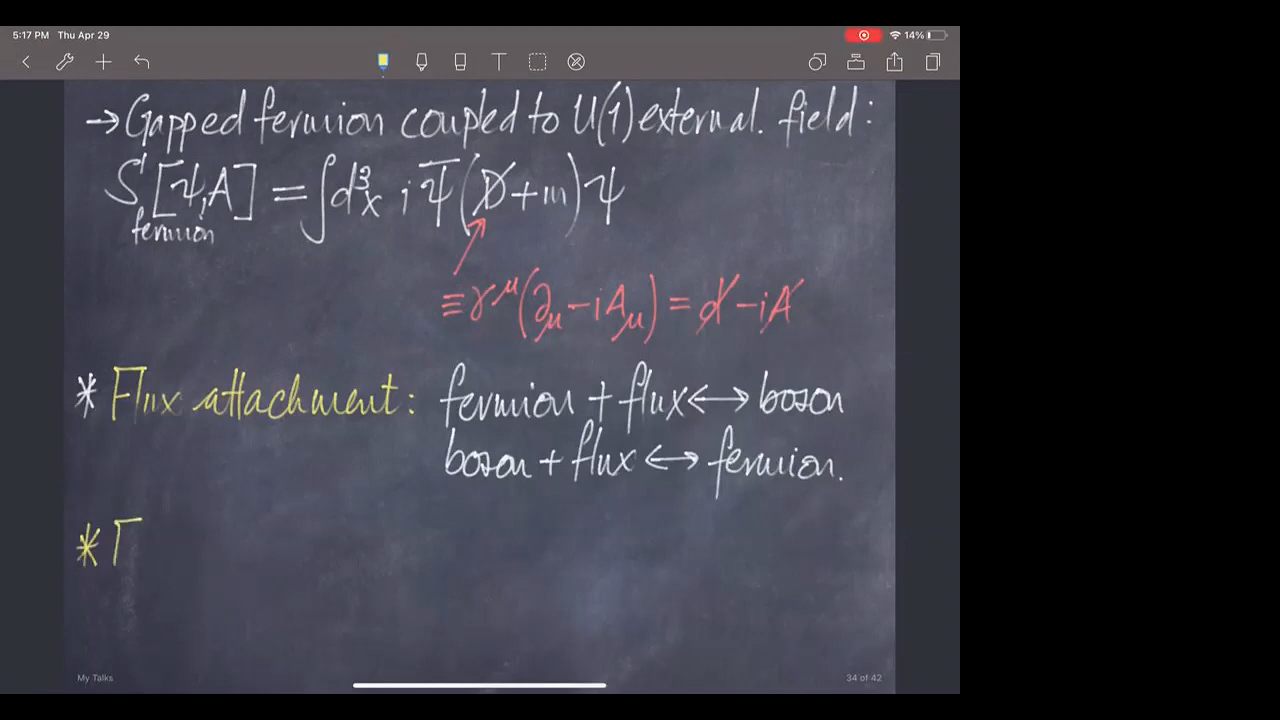 5:17 PM Thu Apr 29
14%
→ Gapped fermion coupled to U(1) external. field:
S[ψ,A] = ∫d³x i ψ̅(D̸+m)ψ
fermion
≡ γ^μ(∂_μ − iA_μ) = ∂̸ − iA̸
* Flux attachment: fermion + flux ↔ boson
boson + flux ↔ fermion.
*
My Talks
34 of 42